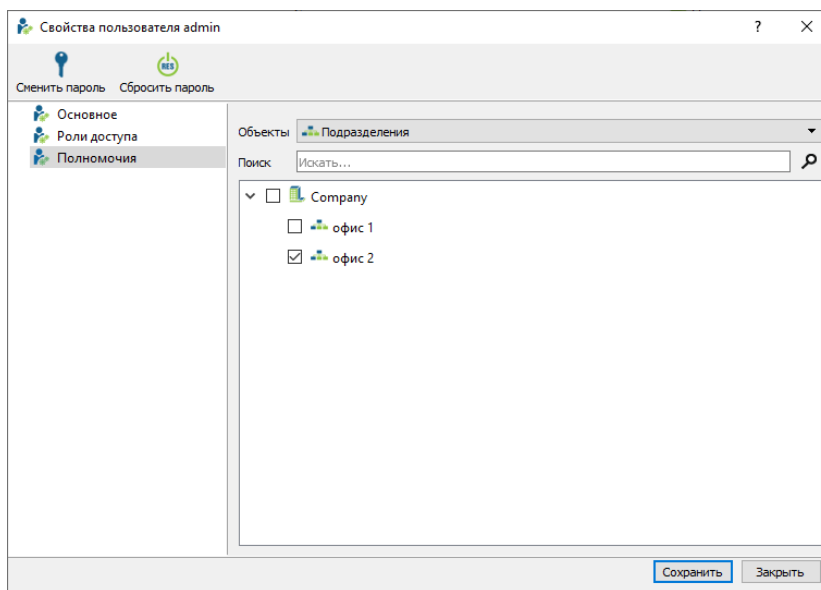 Свойства пользователя admin
?
RES
Сменить пароль Сбросить пароль
Основное
Роли доступа
Полномочия
Объекты Подразделения
Поиск Искать...
Company
офис 1
офис 2
Сохранить Закрыть